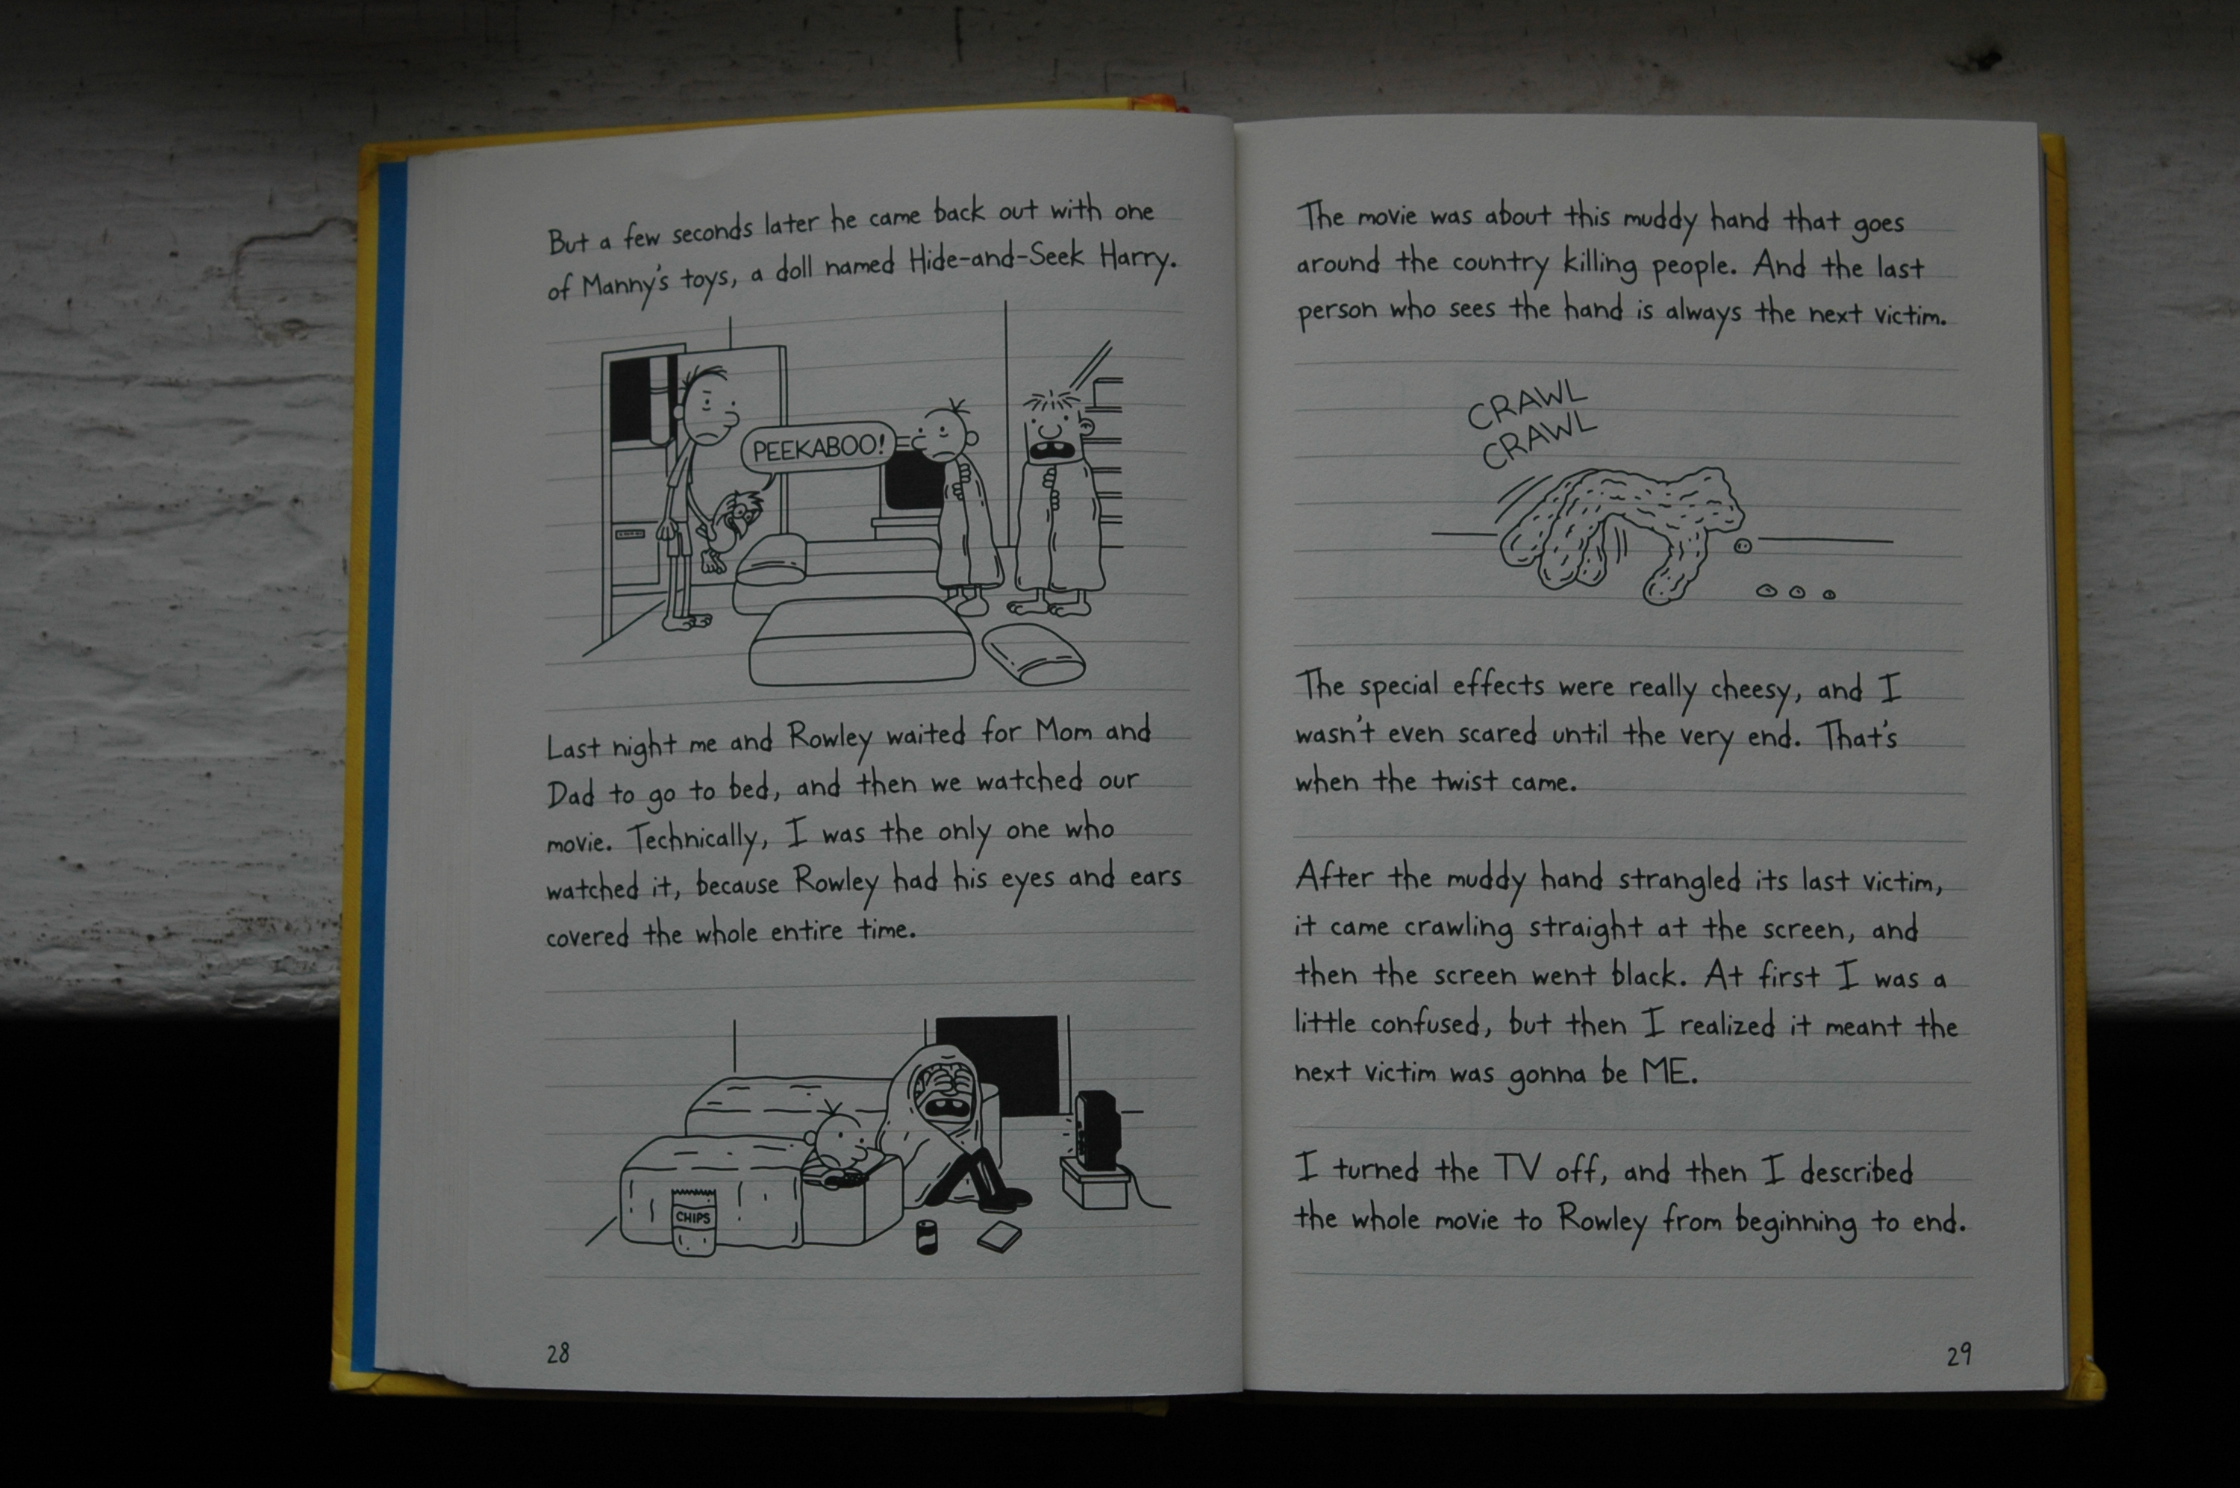 But a few seconds later he came back out with one
of Manny's toys, a doll named Hide-and-Seek Harry.
PEEKABOO!
Last night me and Rowley waited for Mom and
Dad to go to bed, and then we watched our
movie. Technically, I was the only one who
watched it, because Rowley had his eyes and ears
covered the whole entire time.
CHIPS
28
The movie was about this muddy hand that goes
around the country killing people. And the last
person who sees the hand is always the next victim.
CRAWL
CRAWL
The special effects were really cheesy, and I
wasn't even scared until the very end. That's
when the twist came.
After the muddy hand strangled its last victim,
it came crawling straight at the screen, and
then the screen went black. At first I was a
little confused, but then I realized it meant the
next victim was gonna be ME.
I turned the TV off, and then I described
the whole movie to Rowley from beginning to end.
29